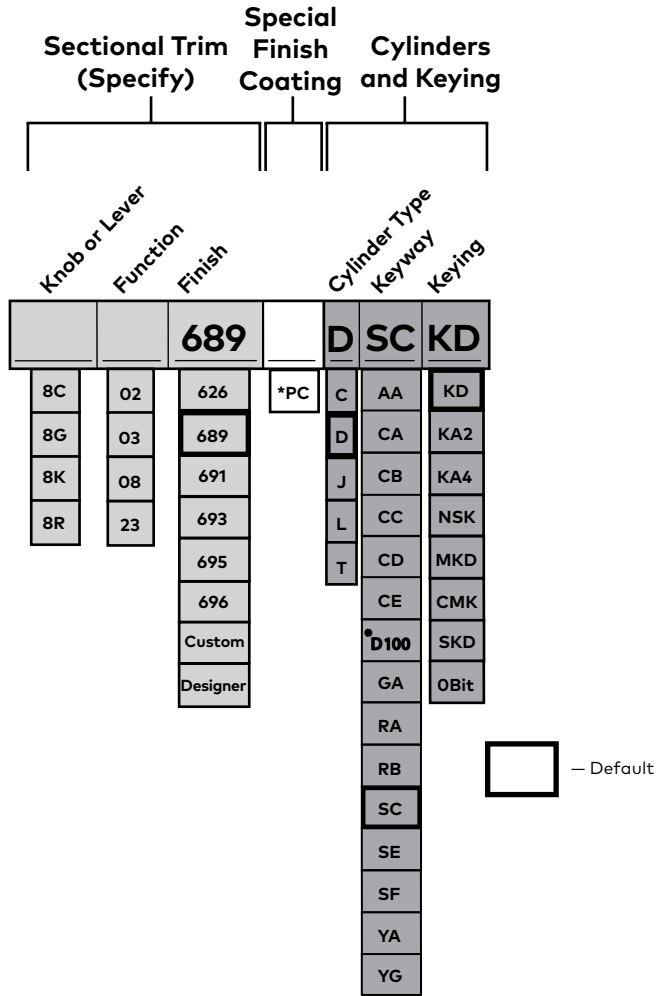 Sectional Trim
(Specify)
Special
Finish
Coating
Cylinders
and Keying
Knob or Lever
Function
Finish
Cylinder Type
Keyway
Keying
689
D
SC
KD
8C
8G
8K
8R
02
03
08
23
626
689
691
693
695
696
Custom
Designer
*PC
C
D
J
L
T
AA
CA
CB
CC
CD
CE
*D100
GA
RA
RB
SC
SE
SF
YA
YG
KD
KA2
KA4
NSK
MKD
CMK
SKD
0Bit
— Default